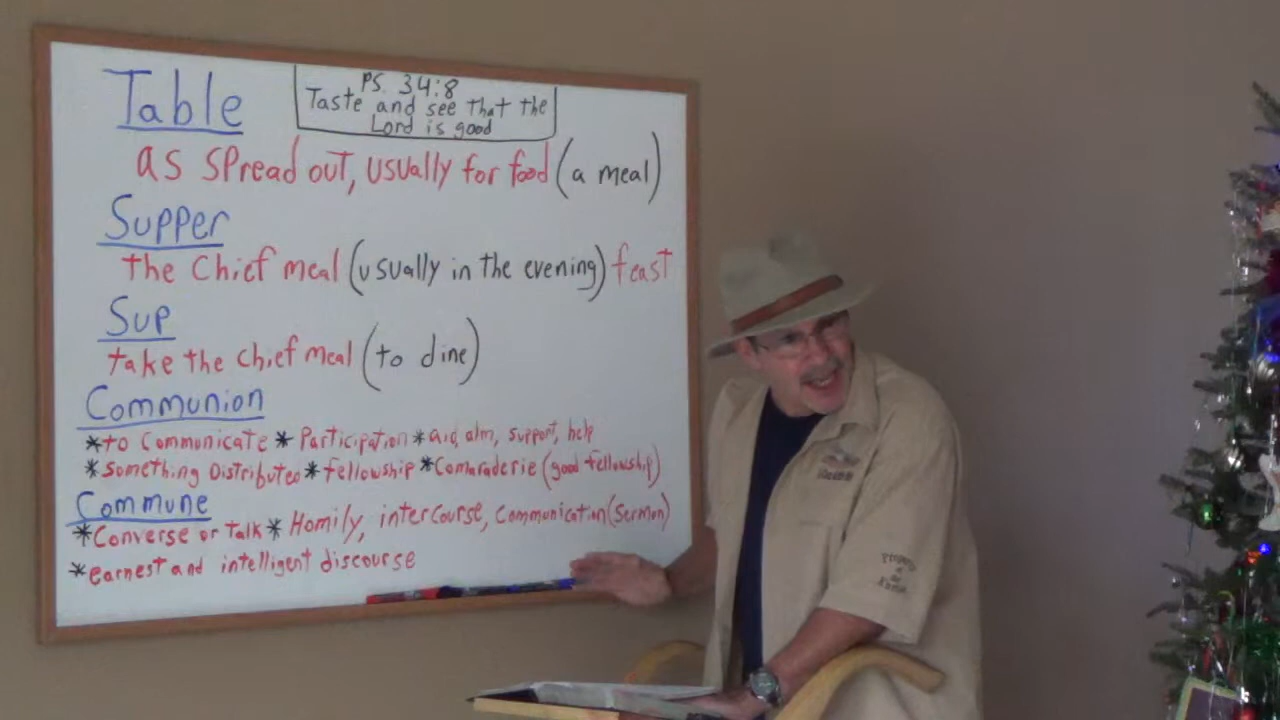 Table
PS. 34:8
Taste and see that the
Lord is good
as spread out, usually for food (a meal)
Supper
the Chief meal (usually in the evening) feast
Sup
take the chief meal (to dine)
Communion
*to Communicate * Participation * aid, alm, support, help
*something Distributed *fellowship *Comaraderie (good fellowship)
Commune
*Converse or Talk * Homily, intercourse, Communication (Sermon)
*earnest and intelligent discourse
Property
of